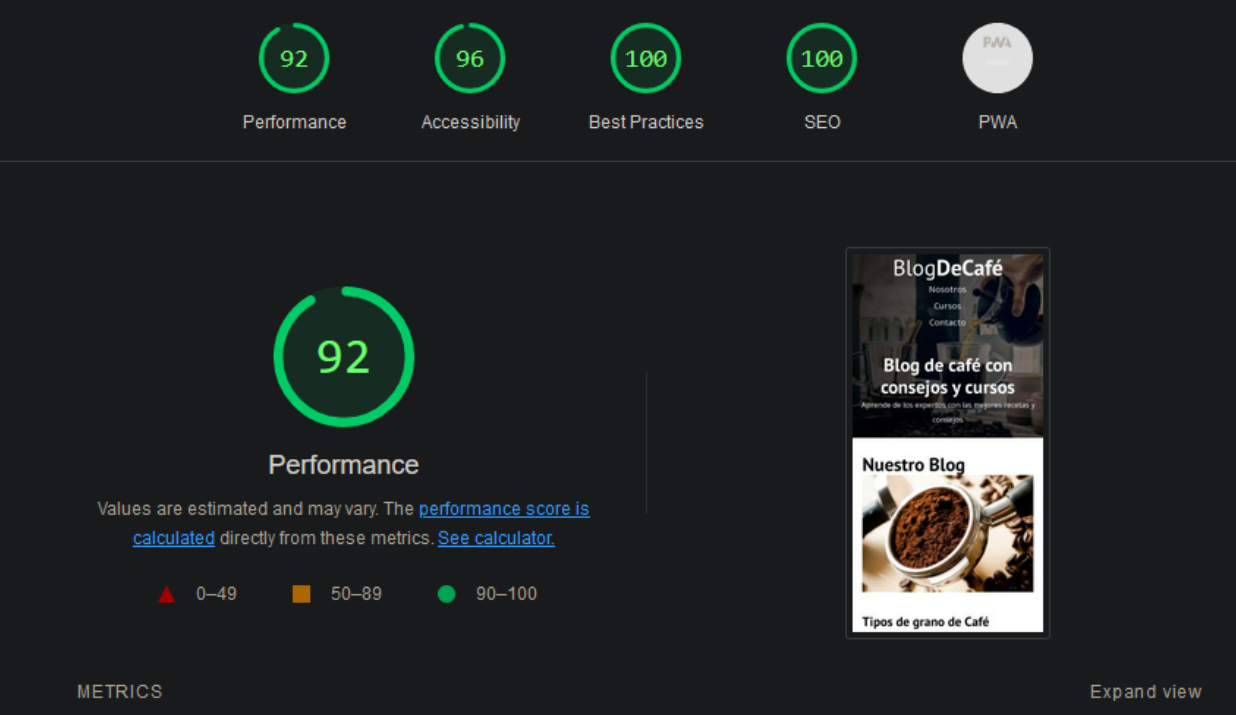 92
96
100
100
PWA
Performance
Accessibility
Best Practices
SEO
PWA
92
Performance
Values are estimated and may vary. The performance score is
calculated directly from these metrics. See calculator.
0–49
50–89
90–100
BlogDeCafé
Nosotros
Cursos
Contacto
Blog de café con
consejos y cursos
Aprende de los expertos con las mejores recetas y
consejos
Nuestro Blog
Tipos de grano de Café
METRICS
Expand view